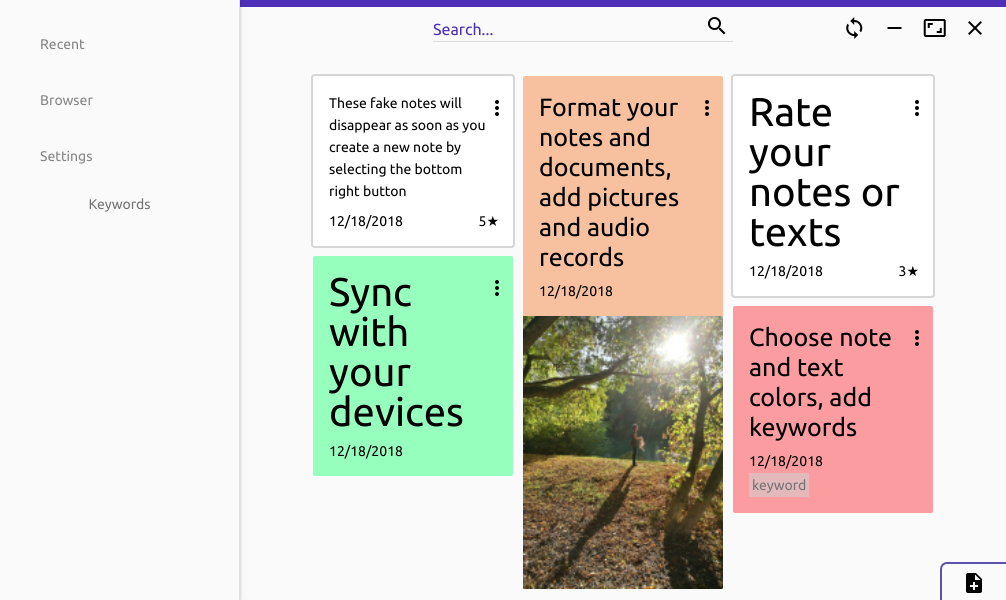 Recent
Browser
Settings
Keywords
Search...
These fake notes will
disappear as soon as you
create a new note by
selecting the bottom
right button
12/18/2018 5★
Sync
with
your
devices
12/18/2018
Format your
notes and
documents,
add pictures
and audio
records
12/18/2018
Rate
your
notes or
texts
12/18/2018 3★
Choose note
and text
colors, add
keywords
12/18/2018
keyword